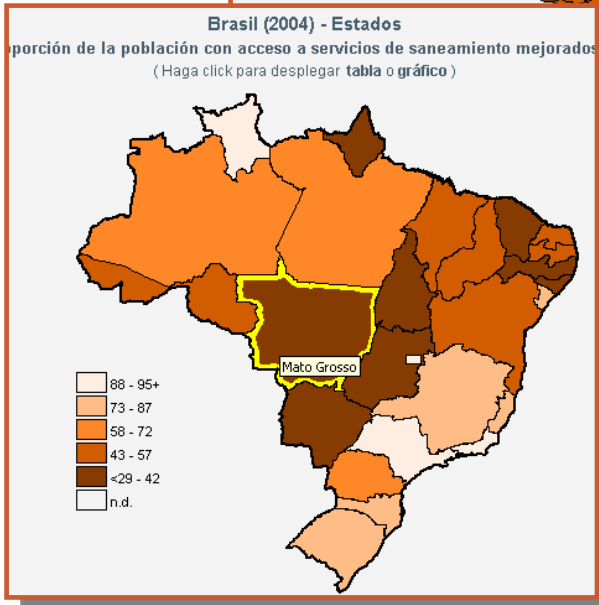 Brasil (2004) - Estados
porción de la población con acceso a servicios de saneamiento mejorados
( Haga click para desplegar tabla o gráfico )
Mato Grosso
88 - 95+
73 - 87
58 - 72
43 - 57
<29 - 42
n.d.